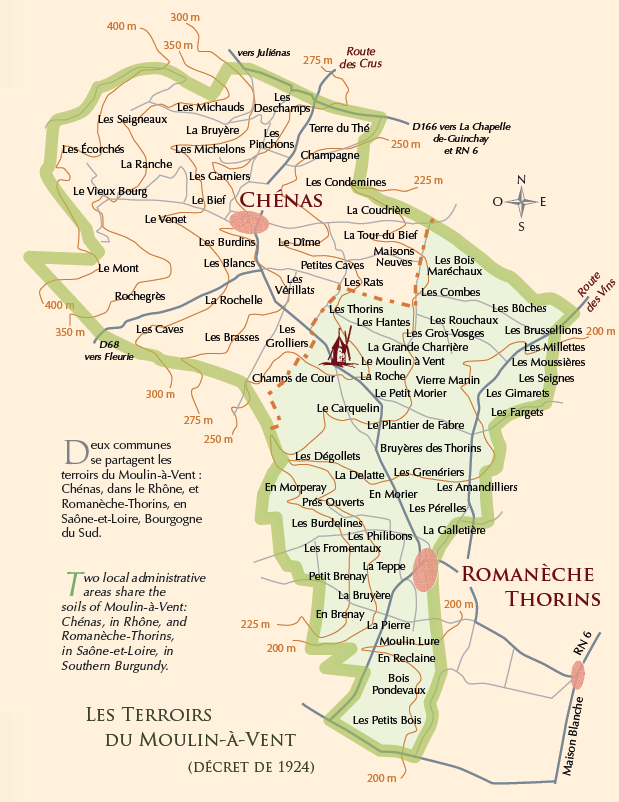 400 m
300 m
350 m
vers Juliénas
Route
des Crus
275 m
Les Michauds
Les
Deschamps
Les Seigneaux
La Bruyère
Les
Pinchons
Terre du Thé
D166 vers La Chapelle
de-Guinchay
et RN 6
Les Écorchés
Les Michelons
Champagne
250 m
La Ranche
Les Garniers
Les Condemines
225 m
Le Vieux Bourg
Le Bief
CHÉNAS
N
O
E
S
Le Venet
La Coudrière
Les Burdins
Le Dîme
La Tour du Bief
Maisons
Neuves
Les Blancs
Petites Caves
Les Bois
Maréchaux
Le Mont
Les
Vérillats
Les Rats
Les Combes
Route
des Vins
Rochegrès
La Rochelle
400 m
350 m
Les Thorins
Les Bûches
Les Hantes
Les Rouchaux
Les Brussellions
200 m
Les Caves
Les Brasses
Les
Grolliers
Les Gros Vosges
D68
vers Fleurie
La Grande Charrière
Les Millettes
Le Moulin à Vent
Les Moussières
300 m
Champs de Cour
La Roche
Vierre Marin
Les Seignes
275 m
Le Petit Morier
Les Gimarets
250 m
Le Carquelin
Les Fargets
Le Plantier de Fabre
Deux communes
se partagent les
terroirs du Moulin-à-Vent :
Chénas, dans le Rhône, et
Romanèche-Thorins, en
Saône-et-Loire, Bourgogne
du Sud.
Bruyères des Thorins
Les Dégollets
La Delatte
Les Grenériers
En Morperay
En Morier
Les Amandilliers
Prés Ouverts
Les Pérelles
Les Burdelines
La Galletière
Les Philibons
Les Fromentaux
La Teppe
Petit Brenay
ROMANÈCHE
THORINS
Two local administrative
areas share the
soils of Moulin-à-Vent:
Chénas, in Rhône, and
Romanèche-Thorins,
in Saône-et-Loire, in
Southern Burgundy.
La Bruyère
200 m
En Brenay
225 m
La Pierre
200 m
Moulin Lure
En Reclaine
RN 6
Bois
Pondevaux
Maison Blanche
Les Petits Bois
LES TERROIRS
DU MOULIN-À-VENT
(DÉCRET DE 1924)
200 m